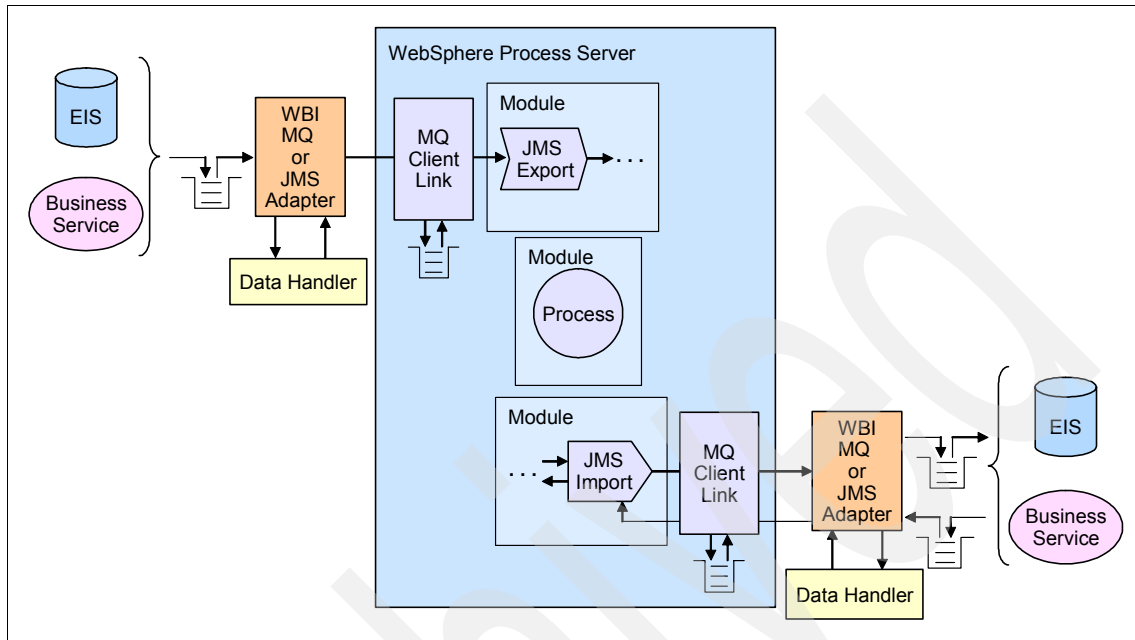 WebSphere Process Server
EIS
Business
Service
WBI
MQ
or
JMS
Adapter
Data Handler
MQ
Client
Link
Module
JMS
Export
. . .
Module
Process
Module
. . .
JMS
Import
MQ
Client
Link
WBI
MQ
or
JMS
Adapter
Data Handler
EIS
Business
Service